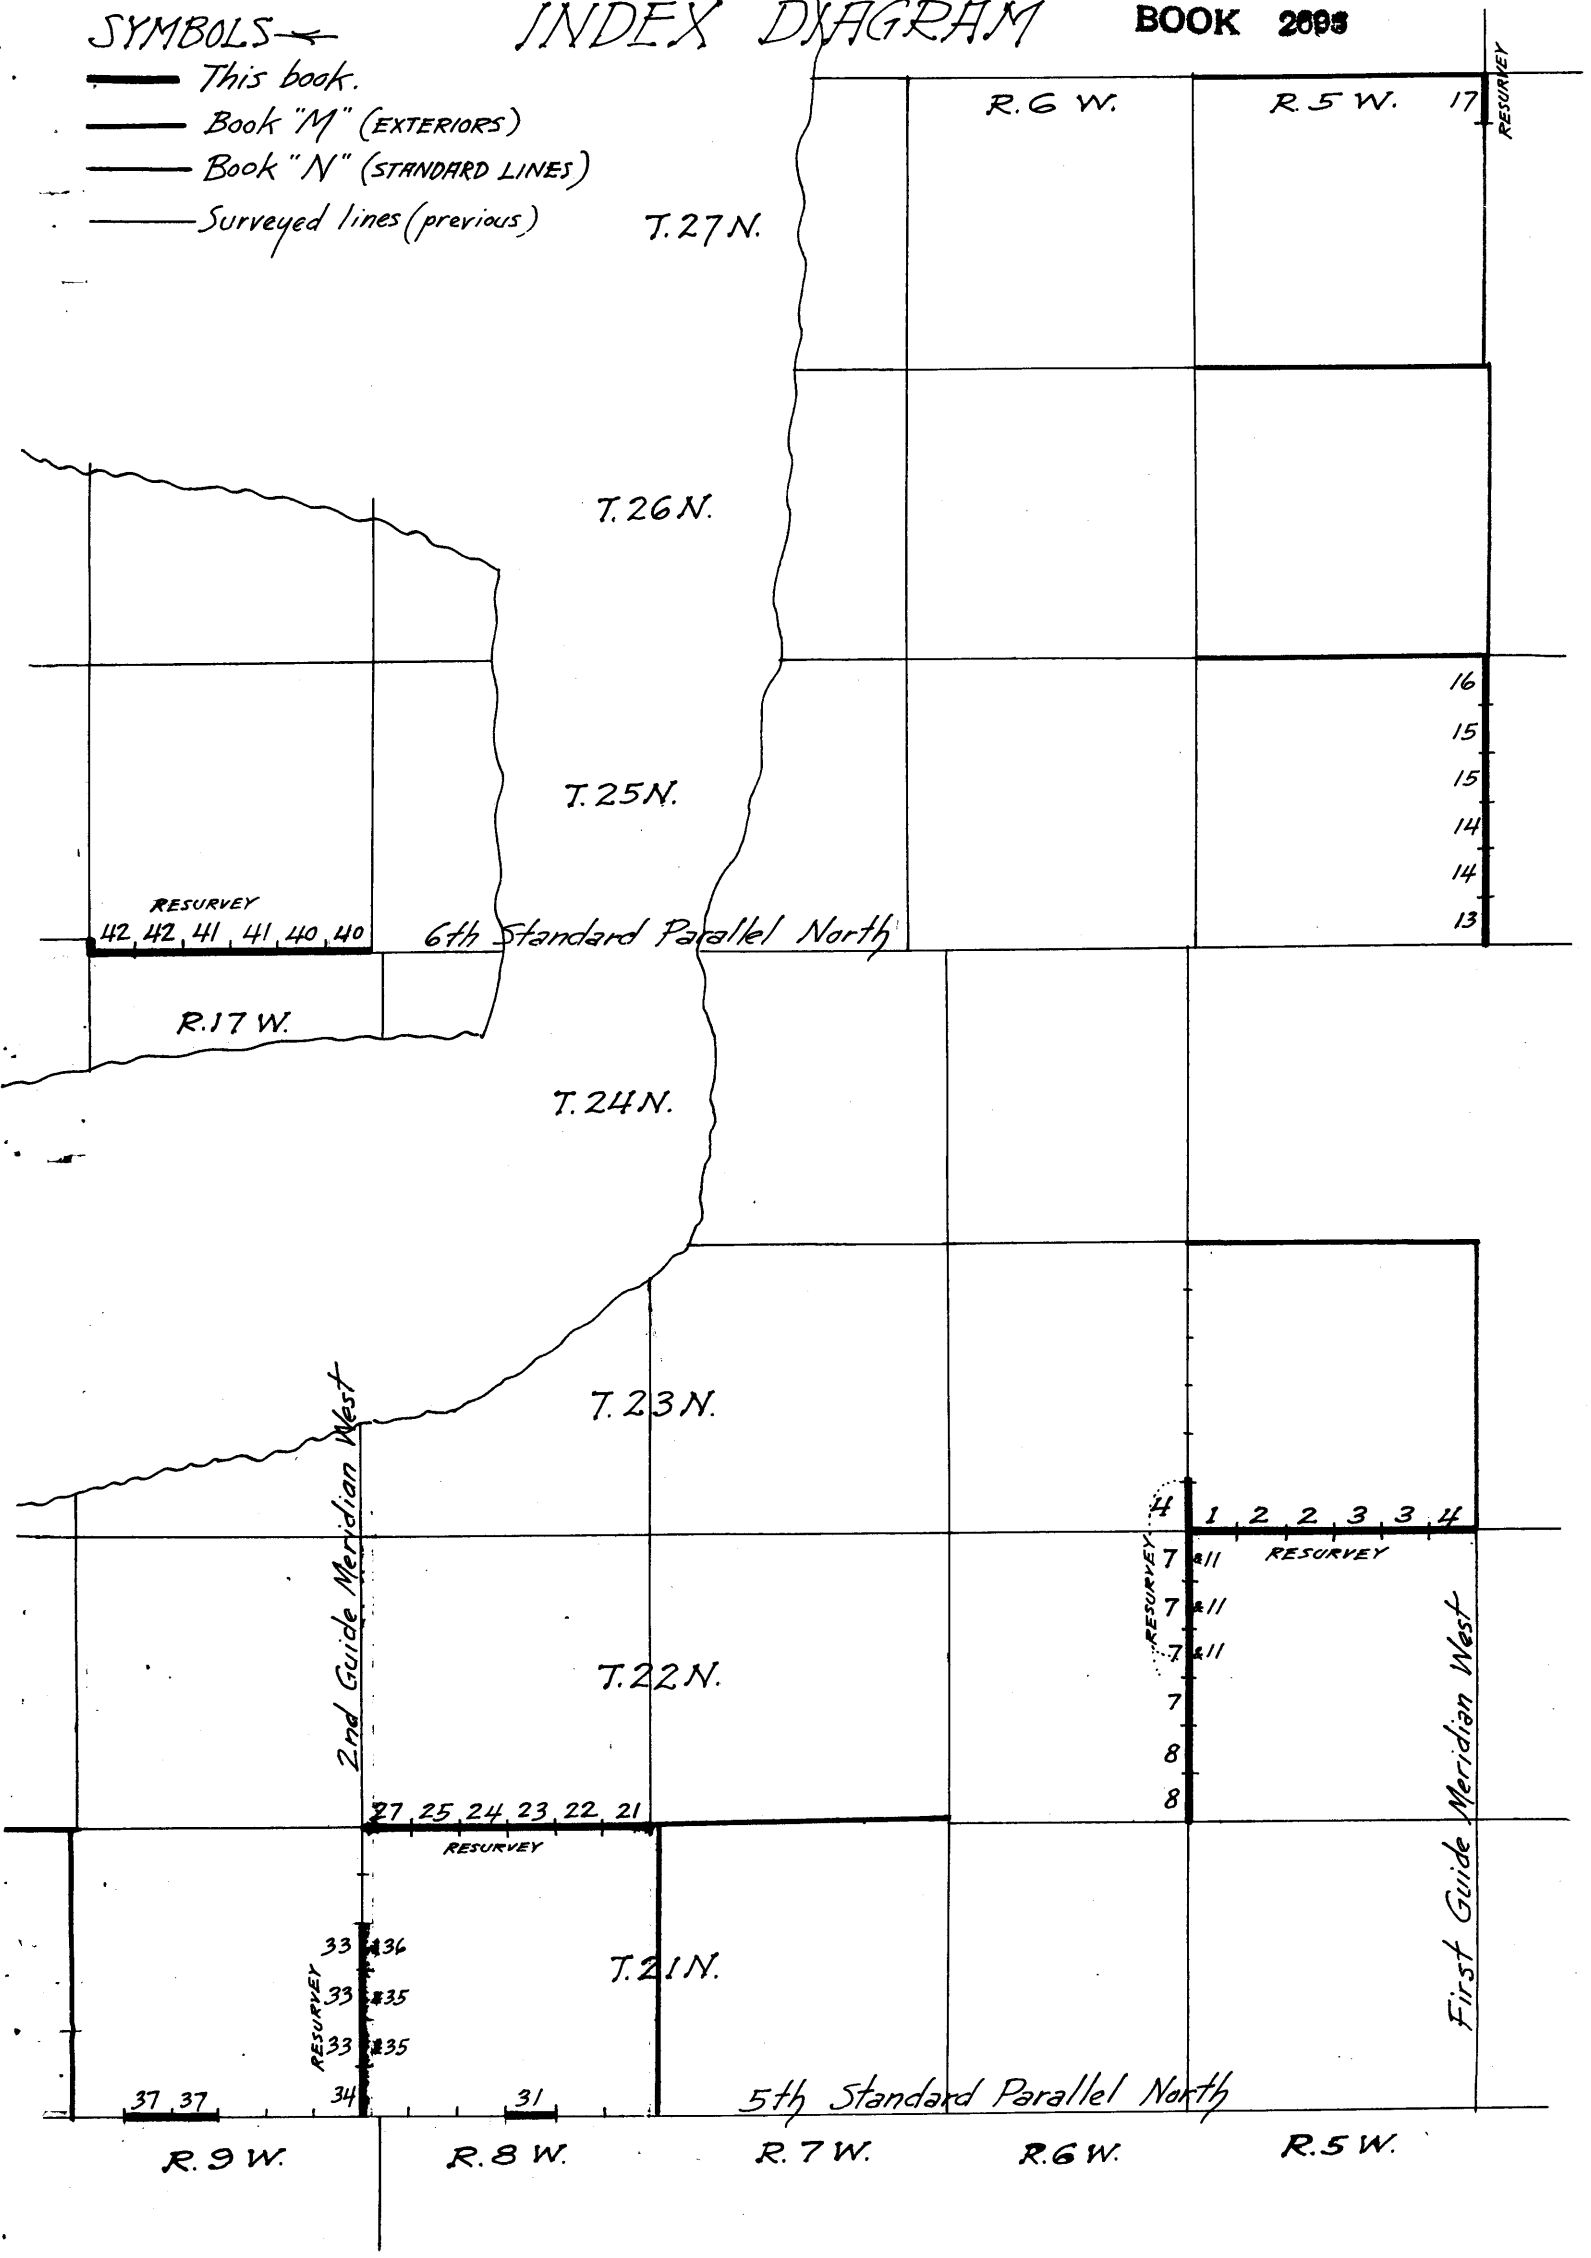 INDEX DIAGRAM
BOOK
SYMBOLS
This book.
Book "M" (EXTERIORS)
Book "N" (STANDARD LINES)
Surveyed lines (previous)
R. 6 W.
R. 5 W.
17
RESURVEY
T. 27 N.
T. 26 N.
16
15
T. 25 N.
15
14
14
RESURVEY
42 42 41 41 40 40
6th Standard Parallel North
13
R. 17 W.
T. 24 N.
T. 23 N.
2nd Guide Meridian West
4
1 2 2 3 3 4
RESURVEY
RESURVEY
7 &11
7 &11
7 &11
First Guide Meridian West
T. 22 N.
7
8
8
27 25 24 23 22 21
RESURVEY
RESURVEY
33 &36
33 &35
33 &35
34
T. 21 N.
37 37
31
5th Standard Parallel North
R. 9 W.
R. 8 W.
R. 7 W.
R. 6 W.
R. 5 W.